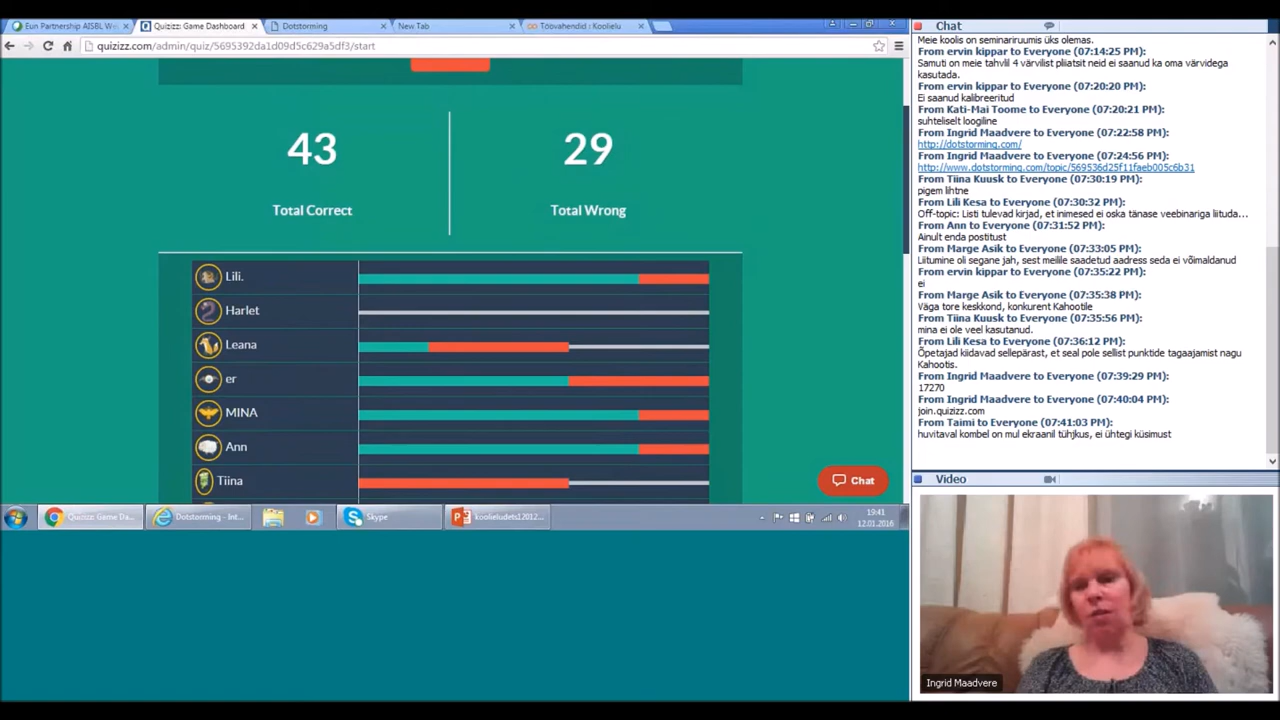 Eun Partnership AISBL W
Quizizz: Game Dashboard
Dotstorming
New Tab
Töövahendid : Koolielu
quizizz.com/admin/quiz/5695392da1d09d5c629a5df3/start
43
29
Total Correct
Total Wrong
Lili.
Harlet
Leana
er
MINA
Ann
Tiina
Chat
Quizizz: Game Da...
Dotstorming - Int...
Skype
koolieludets12012...
19:41
12.01.2016
Chat
Meie koolis on seminariruumis üks olemas.
From ervin kippar to Everyone (07:14:25 PM):
Samuti on meie tahvlil 4 värvilist pliiatsit neid ei saanud ka oma värvidega
kasutada.
From ervin kippar to Everyone (07:20:20 PM):
Ei saanud kalibreeritud
From Kati-Mai Toome to Everyone (07:20:21 PM):
suhteliselt loogiline
From Ingrid Maadvere to Everyone (07:22:58 PM):
http://dotstorming.com/
From Ingrid Maadvere to Everyone (07:24:56 PM):
http://www.dotstorming.com/topic/569536d25f11faeb005c6b31
From Tiina Kuusk to Everyone (07:30:19 PM):
pigem lihtne
From Lili Kesa to Everyone (07:30:32 PM):
Off-topic: Listi tulevad kirjad, et inimesed ei oska tänase veebinariga liituda...
From Ann to Everyone (07:31:52 PM):
Ainult enda postitust
From Marge Asik to Everyone (07:33:05 PM):
Liitumine oli segane jah, sest meilile saadetud aadress seda ei võimaldanud
From ervin kippar to Everyone (07:35:22 PM):
ei
From Marge Asik to Everyone (07:35:38 PM):
Väga tore keskkond, konkurent Kahootile
From Tiina Kuusk to Everyone (07:35:56 PM):
mina ei ole veel kasutanud.
From Lili Kesa to Everyone (07:36:12 PM):
Õpetajad kiidavad sellepärast, et seal pole sellist punktide tagaajamist nagu
Kahootis.
From Ingrid Maadvere to Everyone (07:39:29 PM):
17270
From Ingrid Maadvere to Everyone (07:40:04 PM):
join.quizizz.com
From Taimi to Everyone (07:41:03 PM):
huvitaval kombel on mul ekraanil tühjkus, ei ühtegi küsimust
Video
Ingrid Maadvere